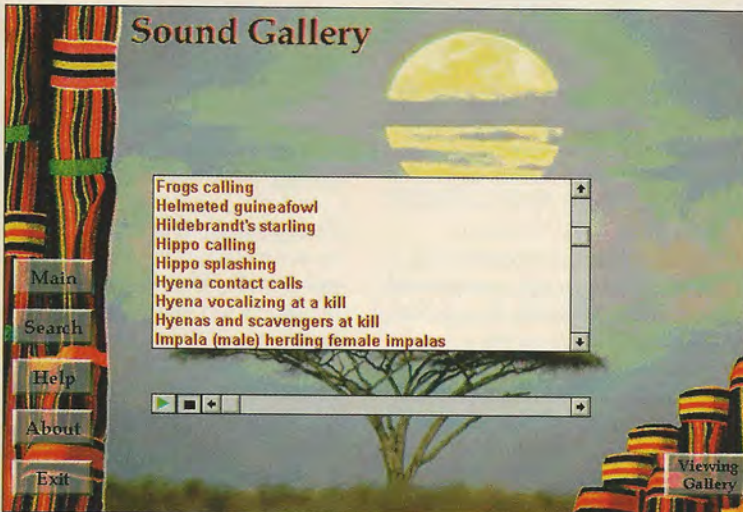 Sound Gallery
Frogs calling
Helmeted guineafowl
Hildebrandt's starling
Hippo calling
Hippo splashing
Hyena contact calls
Hyena vocalizing at a kill
Hyenas and scavengers at kill
Impala (male) herding female impalas
Main
Search
Help
About
Exit
Viewing
Gallery